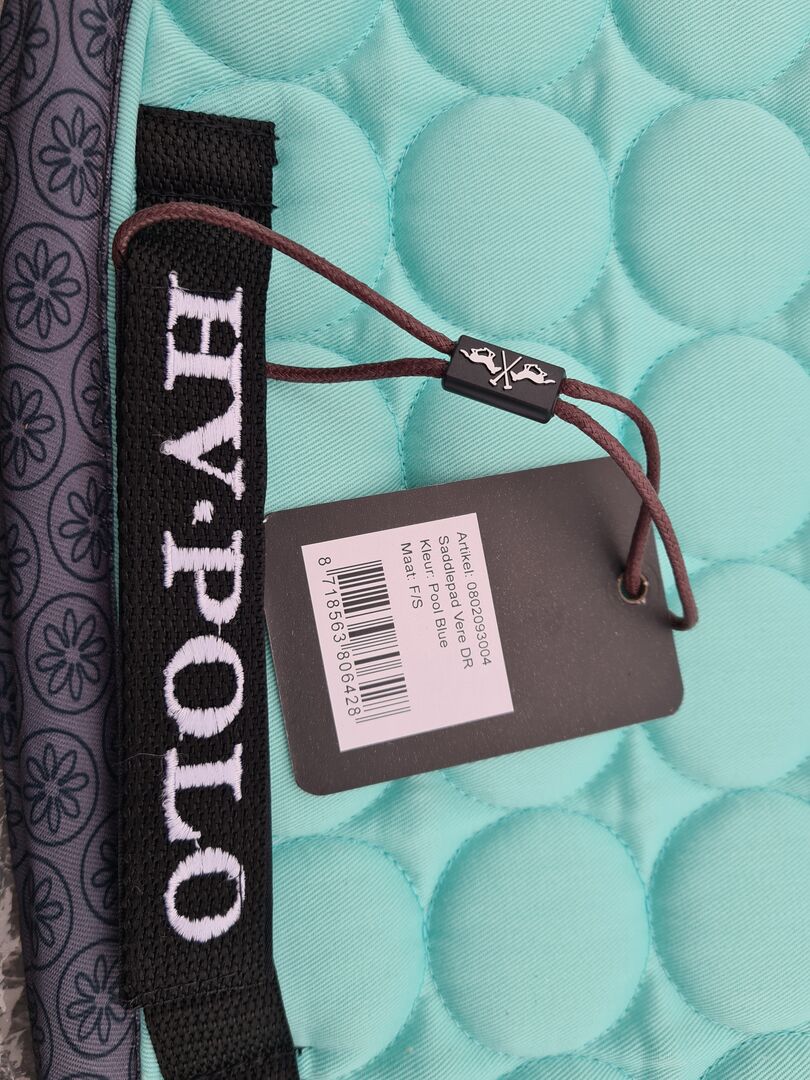 HV·POLO
Artikel: 0802093004
Saddlepad Vere DR
Kleur: Pool Blue
Maat: F/S
8 718563 806428